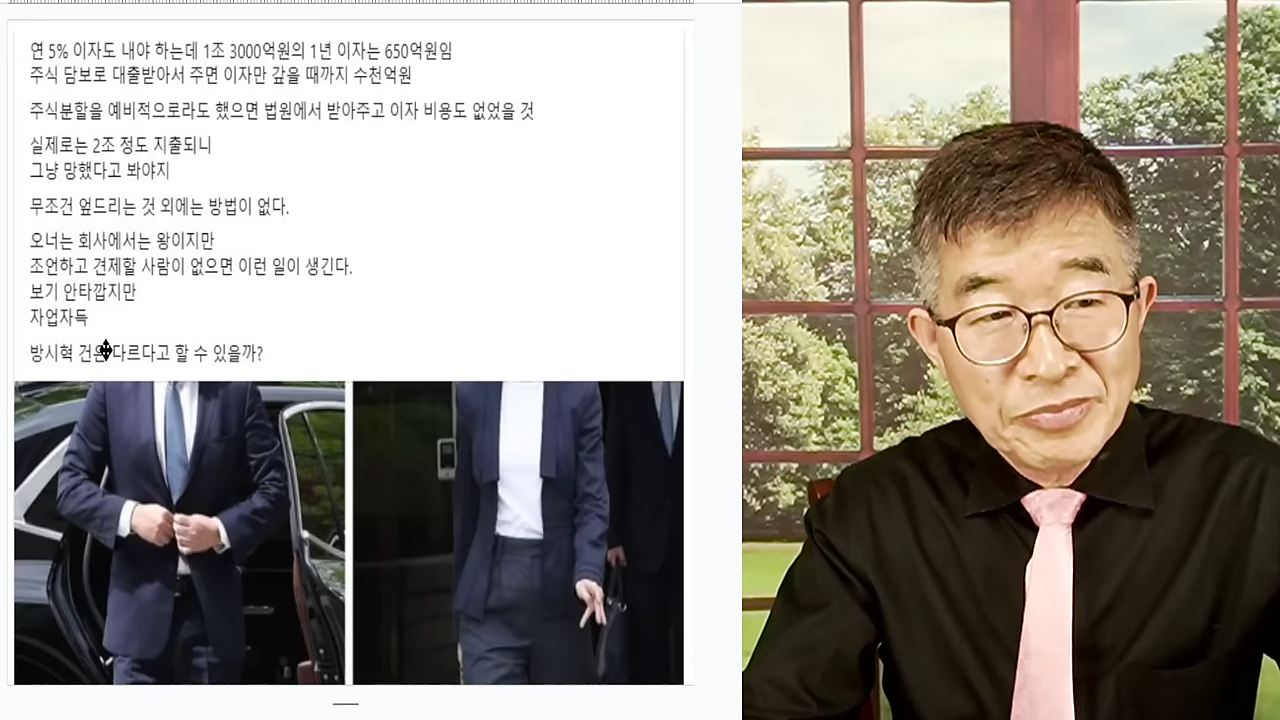 연 5% 이자도 내야 하는데 1조 3000억원의 1년 이자는 650억원임
주식 담보로 대출받아서 주면 이자만 갚을 때까지 수천억원
주식분할을 예비적으로라도 했으면 법원에서 받아주고 이자 비용도 없었을 것
실제로는 2조 정도 지출되니
그냥 망했다고 봐야지
무조건 엎드리는 것 외에는 방법이 없다.
오너는 회사에서는 왕이지만
조언하고 견제할 사람이 없으면 이런 일이 생긴다.
보기 안타깝지만
자업자득
방시혁 건은 다르다고 할 수 있을까?